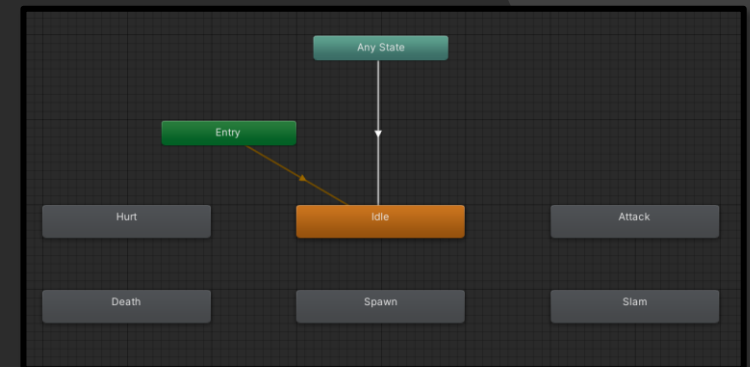 Any State
Entry
Hurt
Idle
Attack
Death
Spawn
Slam